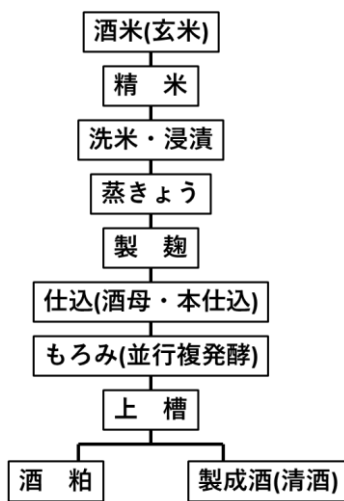 酒米(玄米)
精　米
洗米・浸漬
蒸きょう
製　麹
仕込(酒母・本仕込)
もろみ(並行複発酵)
上　槽
酒　粕
製成酒(清酒)